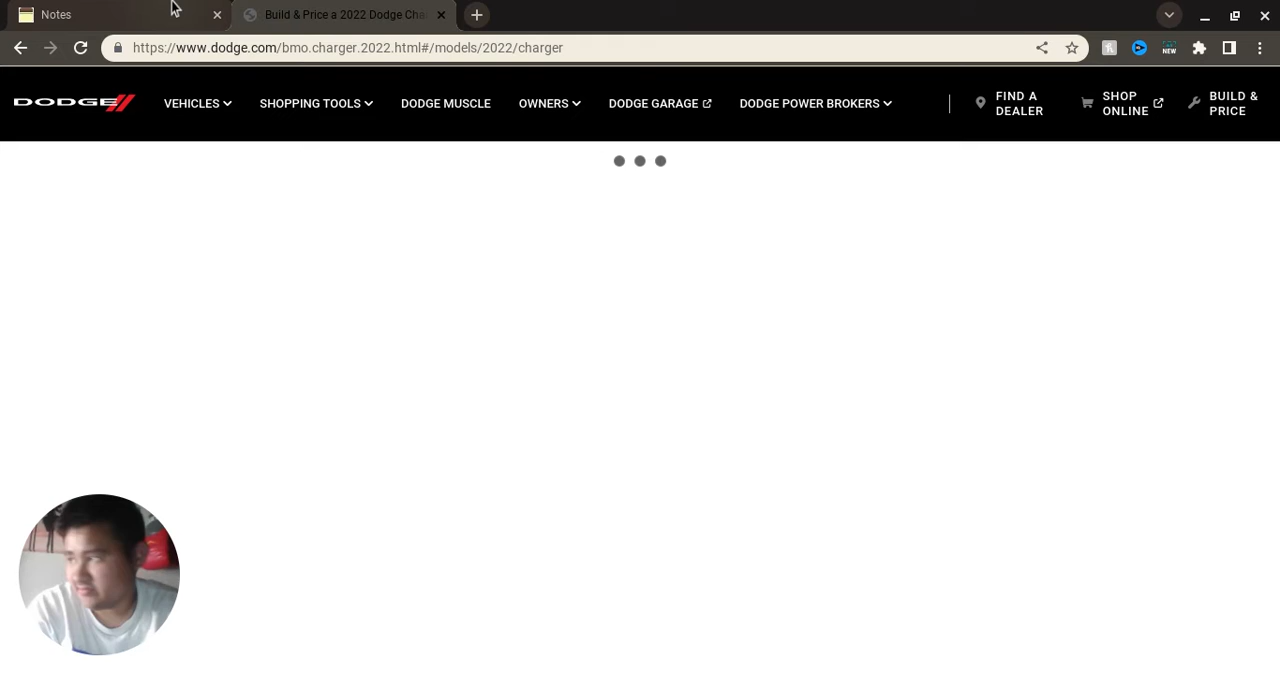 Notes
Build & Price a 2022 Dodge Cha
https://www.dodge.com/bmo.charger.2022.html#/models/2022/charger
NEW
DODGE
VEHICLES
SHOPPING TOOLS
DODGE MUSCLE
OWNERS
DODGE GARAGE
DODGE POWER BROKERS
FIND A
DEALER
SHOP
ONLINE
BUILD &
PRICE